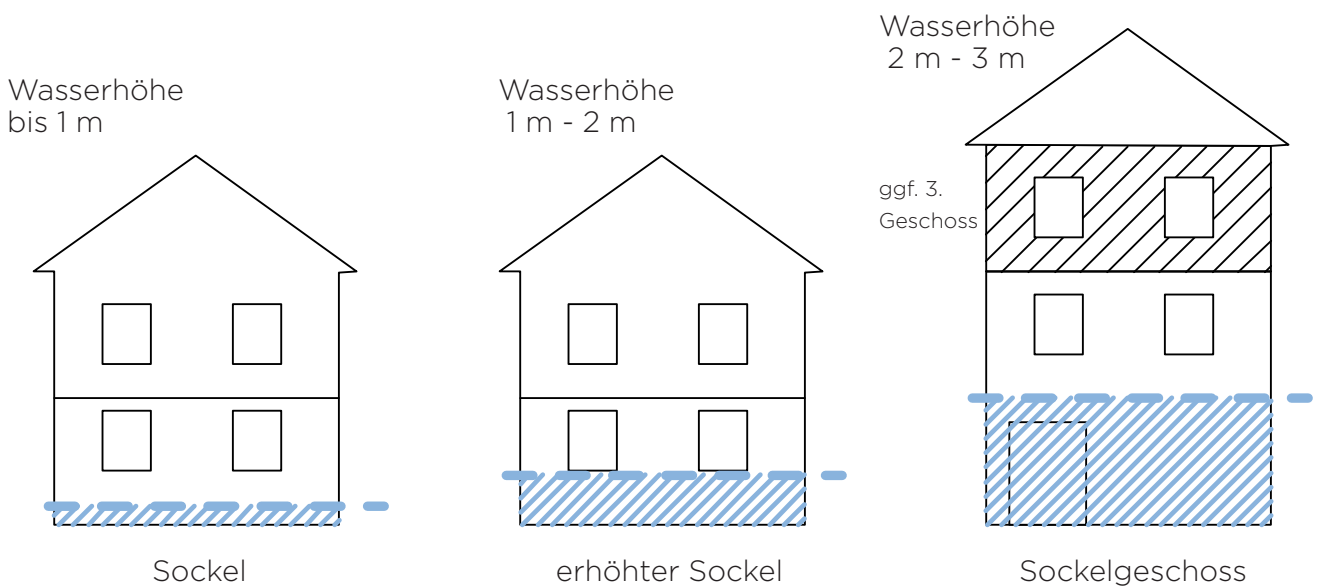 Wasserhöhe
bis 1 m
Sockel
Wasserhöhe
1 m - 2 m
erhöhter Sockel
Wasserhöhe
2 m - 3 m
ggf. 3.
Geschoss
Sockelgeschoss